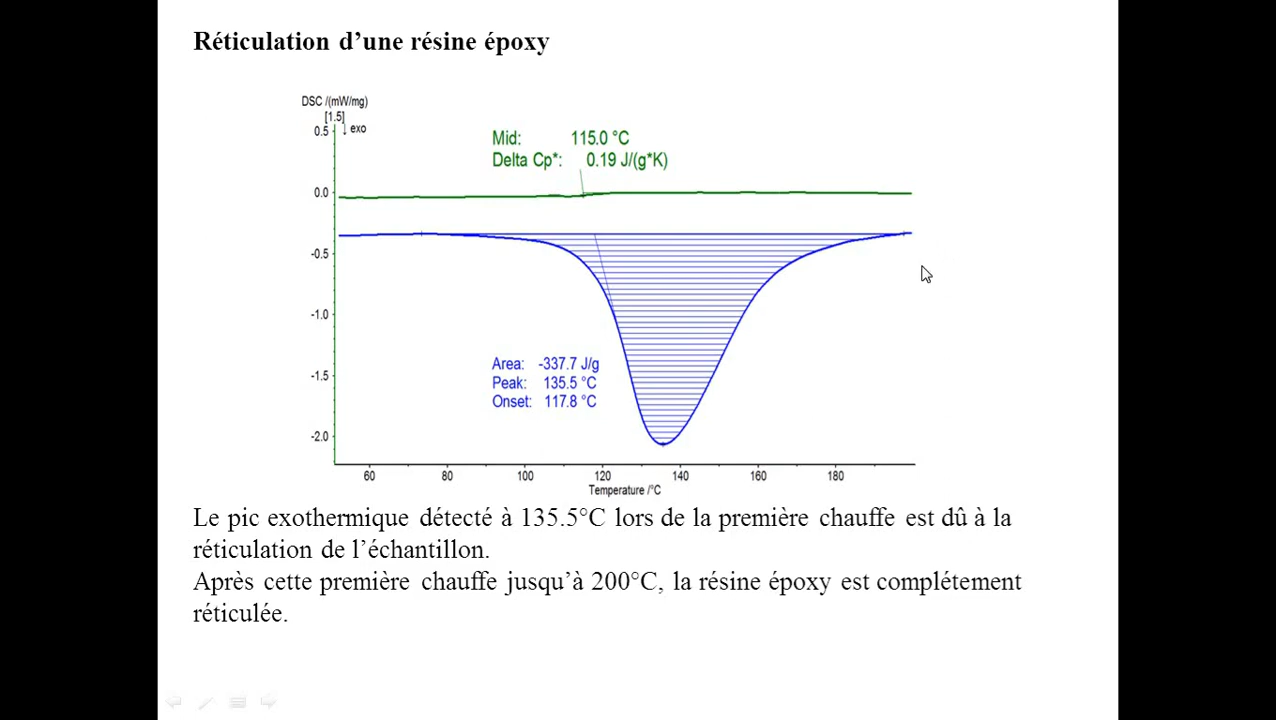 Réticulation d’une résine époxy
DSC /(mW/mg)
[1.5]
exo
0.5
0.0
-0.5
-1.0
-1.5
-2.0
Mid: 115.0 °C
Delta Cp*: 0.19 J/(g*K)
Area: -337.7 J/g
Peak: 135.5 °C
Onset: 117.8 °C
60 80 100 120 140 160 180
Temperature /°C
Le pic exothermique détecté à 135.5°C lors de la première chauffe est dû à la
réticulation de l’échantillon.
Après cette première chauffe jusqu’à 200°C, la résine époxy est complétement
réticulée.